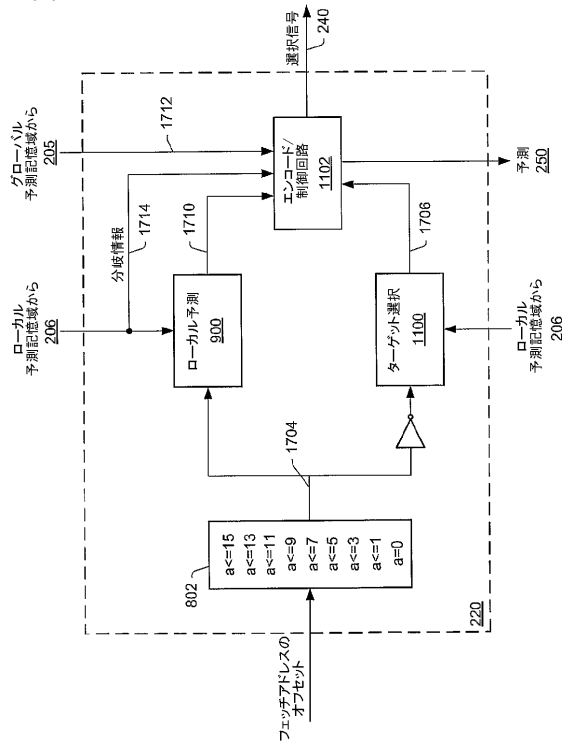 グローバル
予測記憶域から
205
ローカル
予測記憶域から
206
分岐情報
1714
1712
1710
選択信号
240
エンコード/
制御回路
1102
予測
250
ローカル予測
900
1706
ターゲット選択
1100
ローカル
予測記憶域から
206
1704
802
a<=15
a<=13
a<=11
a<=9
a<=7
a<=5
a<=3
a<=1
a=0
フェッチアドレスの
オフセット
220